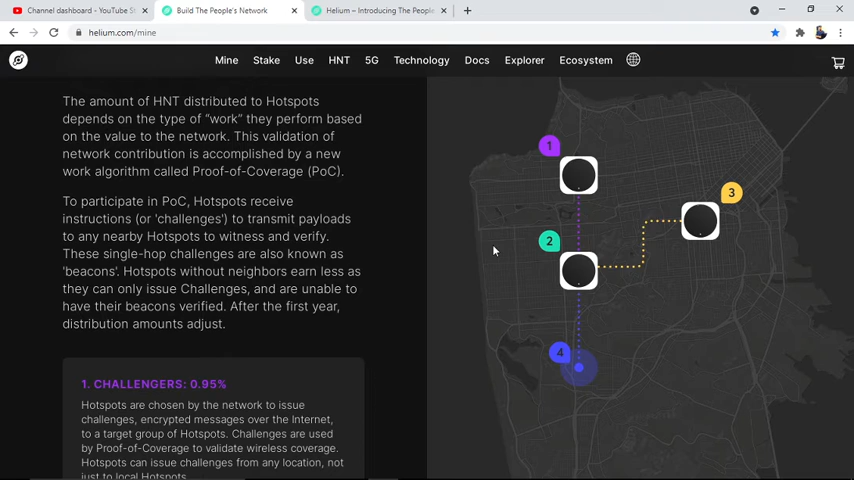 Channel dashboard - YouTube St
Build The People's Network
Helium – Introducing The People
helium.com/mine
Mine Stake Use HNT 5G Technology Docs Explorer Ecosystem
The amount of HNT distributed to Hotspots
depends on the type of “work” they perform based
on the value to the network. This validation of
network contribution is accomplished by a new
work algorithm called Proof-of-Coverage (PoC).
To participate in PoC, Hotspots receive
instructions (or 'challenges') to transmit payloads
to any nearby Hotspots to witness and verify.
These single-hop challenges are also known as
'beacons'. Hotspots without neighbors earn less as
they can only issue Challenges, and are unable to
have their beacons verified. After the first year,
distribution amounts adjust.
1. CHALLENGERS: 0.95%
Hotspots are chosen by the network to issue
challenges, encrypted messages over the Internet,
to a target group of Hotspots. Challenges are used
by Proof-of-Coverage to validate wireless coverage.
Hotspots can issue challenges from any location, not
just to local Hotspots.
1
3
2
4